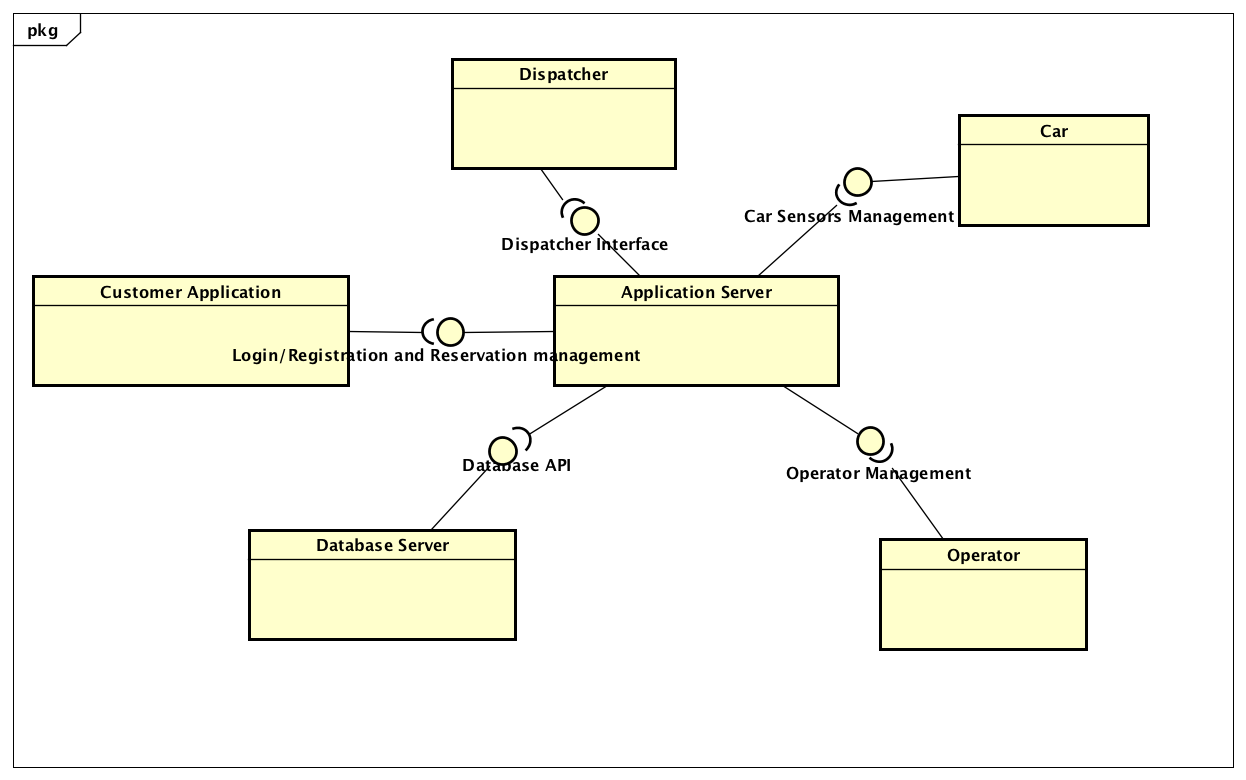 pkg
Dispatcher
Car
Car Sensors Management
Dispatcher Interface
Customer Application
Application Server
Login/Registration and Reservation management
Database API
Operator Management
Database Server
Operator